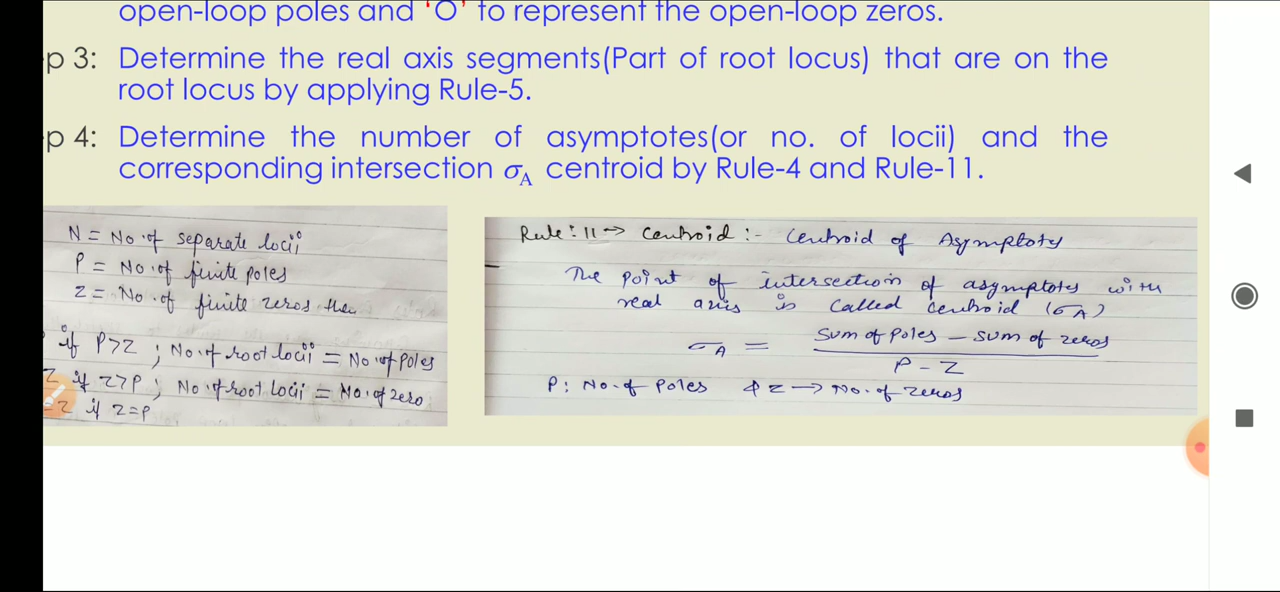 open-loop poles and 'O' to represent the open-loop zeros.
p 3: Determine the real axis segments(Part of root locus) that are on the
root locus by applying Rule-5.
p 4: Determine the number of asymptotes(or no. of locii) and the
corresponding intersection σA centroid by Rule-4 and Rule-11.
N = No. of separate locii
P = No. of finite poles
Z = No. of finite zeros then
if P>Z ; No. of root locii = No. of poles
Z if Z>P ; No. of root locii = No. of zero
=Z if Z=P
Rule: 11 → Centroid :- Centroid of Asymptots
The point of intersection of asymptotes with
real axis is called centroid (σA)
σA = sum of poles - sum of zeros
P - Z
P: No. of Poles & Z → No. of zeros